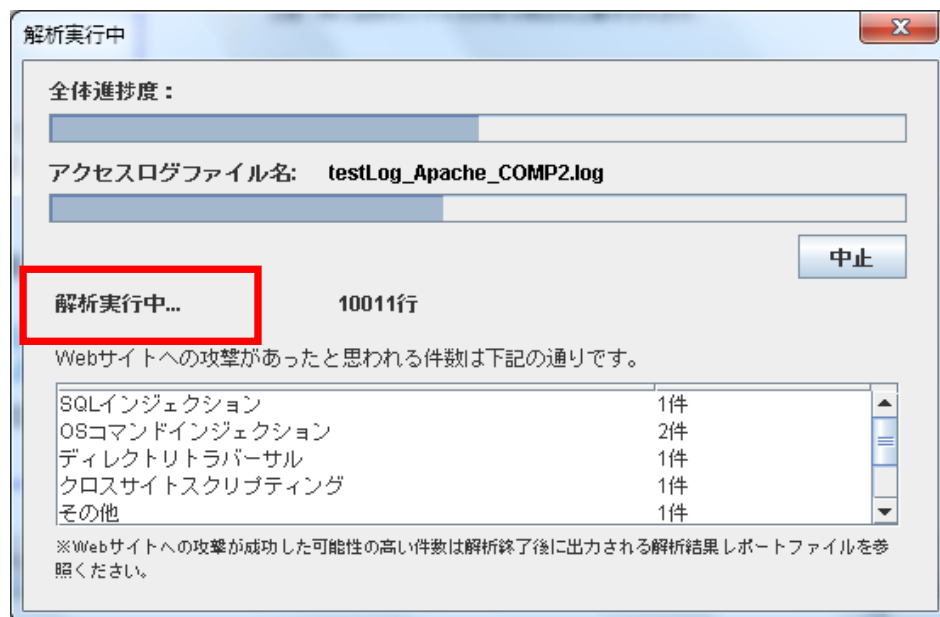 解析実行中
全体進捗度：
アクセスログファイル名: testLog_Apache_COMP2.log
中止
解析実行中... 10011行
Webサイトへの攻撃があったと思われる件数は下記の通りです。
SQLインジェクション 1件
OSコマンドインジェクション 2件
ディレクトリトラバーサル 1件
クロスサイトスクリプティング 1件
その他 1件
※Webサイトへの攻撃が成功した可能性の高い件数は解析終了後に出力される解析結果レポートファイルを参
照ください。